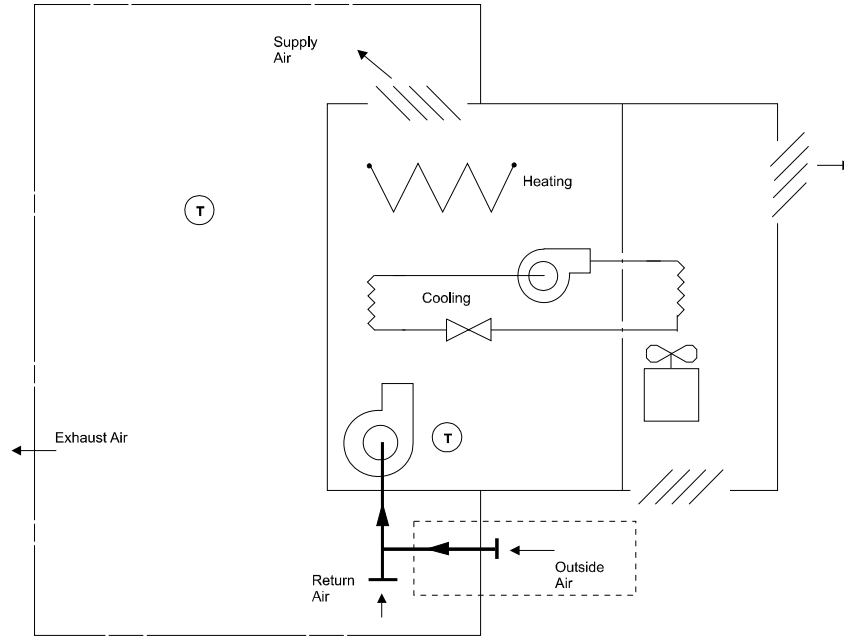 Supply
Air
Heating
T
Cooling
Exhaust Air
T
Return
Air
Outside
Air